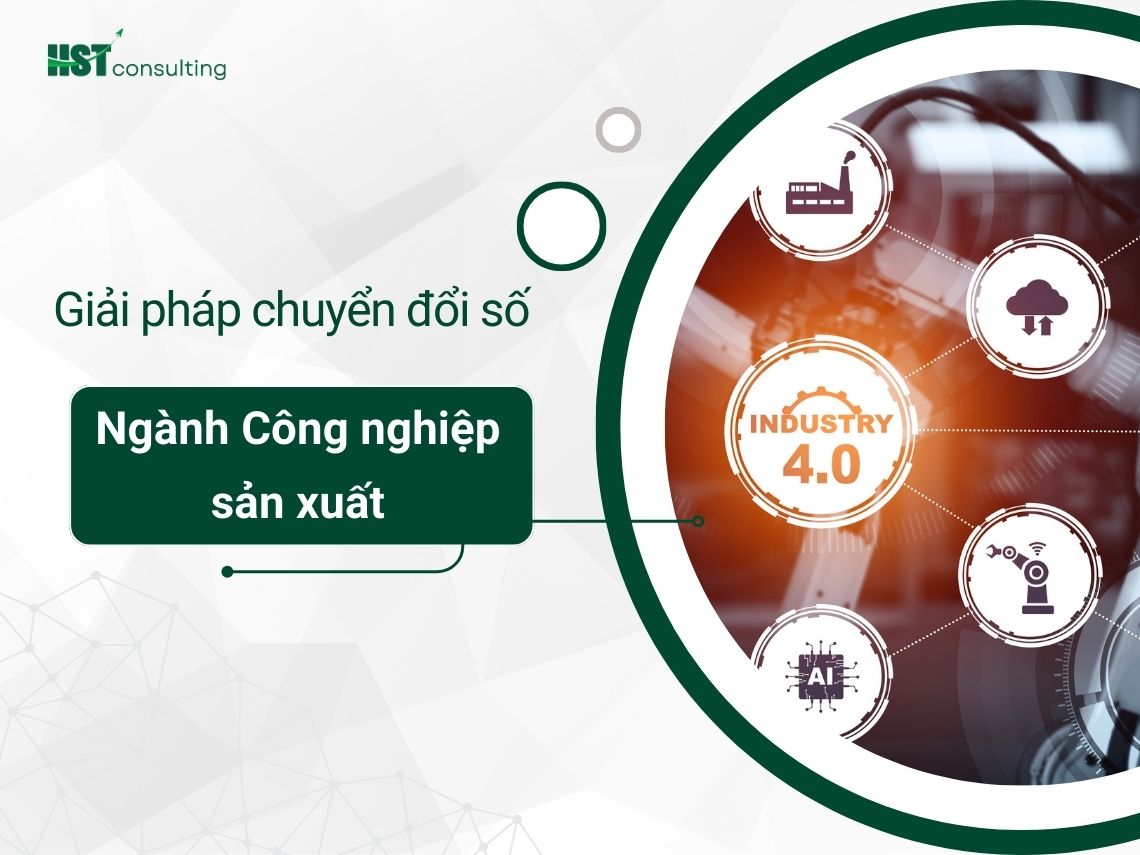 HST consulting
Giải pháp chuyển đổi số
Ngành Công nghiệp
sản xuất
INDUSTRY
4.0
AI